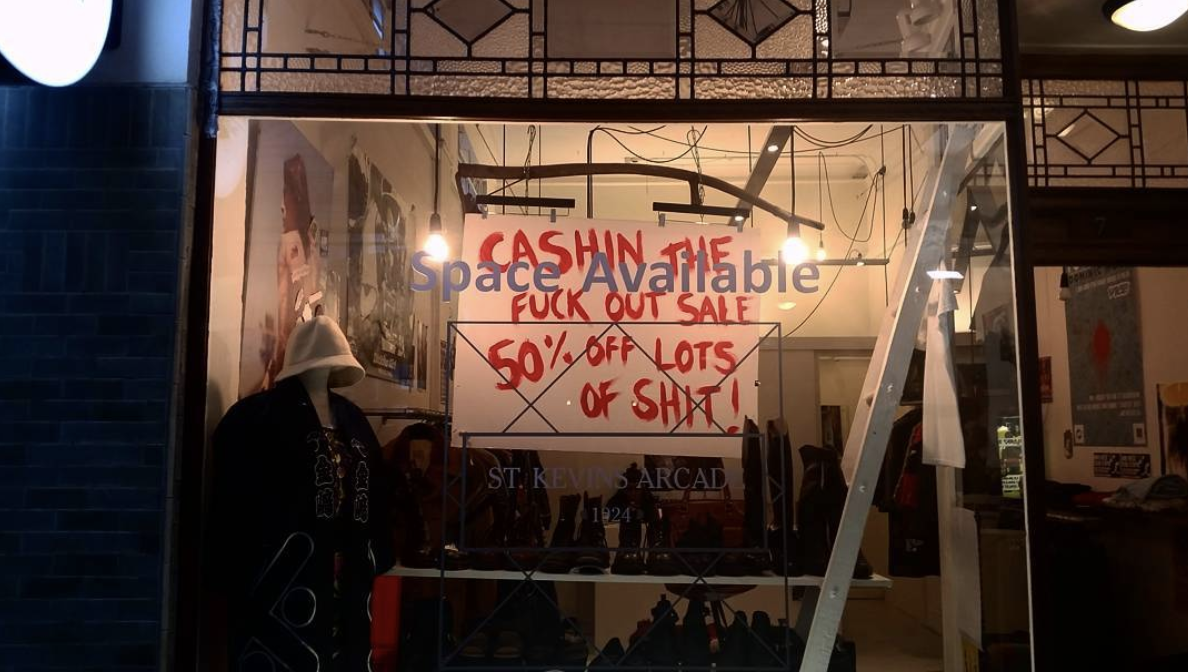 CASHIN THE
Space Available
FUCK OUT SALE
50% OFF LOTS
OF SHIT!
ST. KEVINS ARCADE
1924